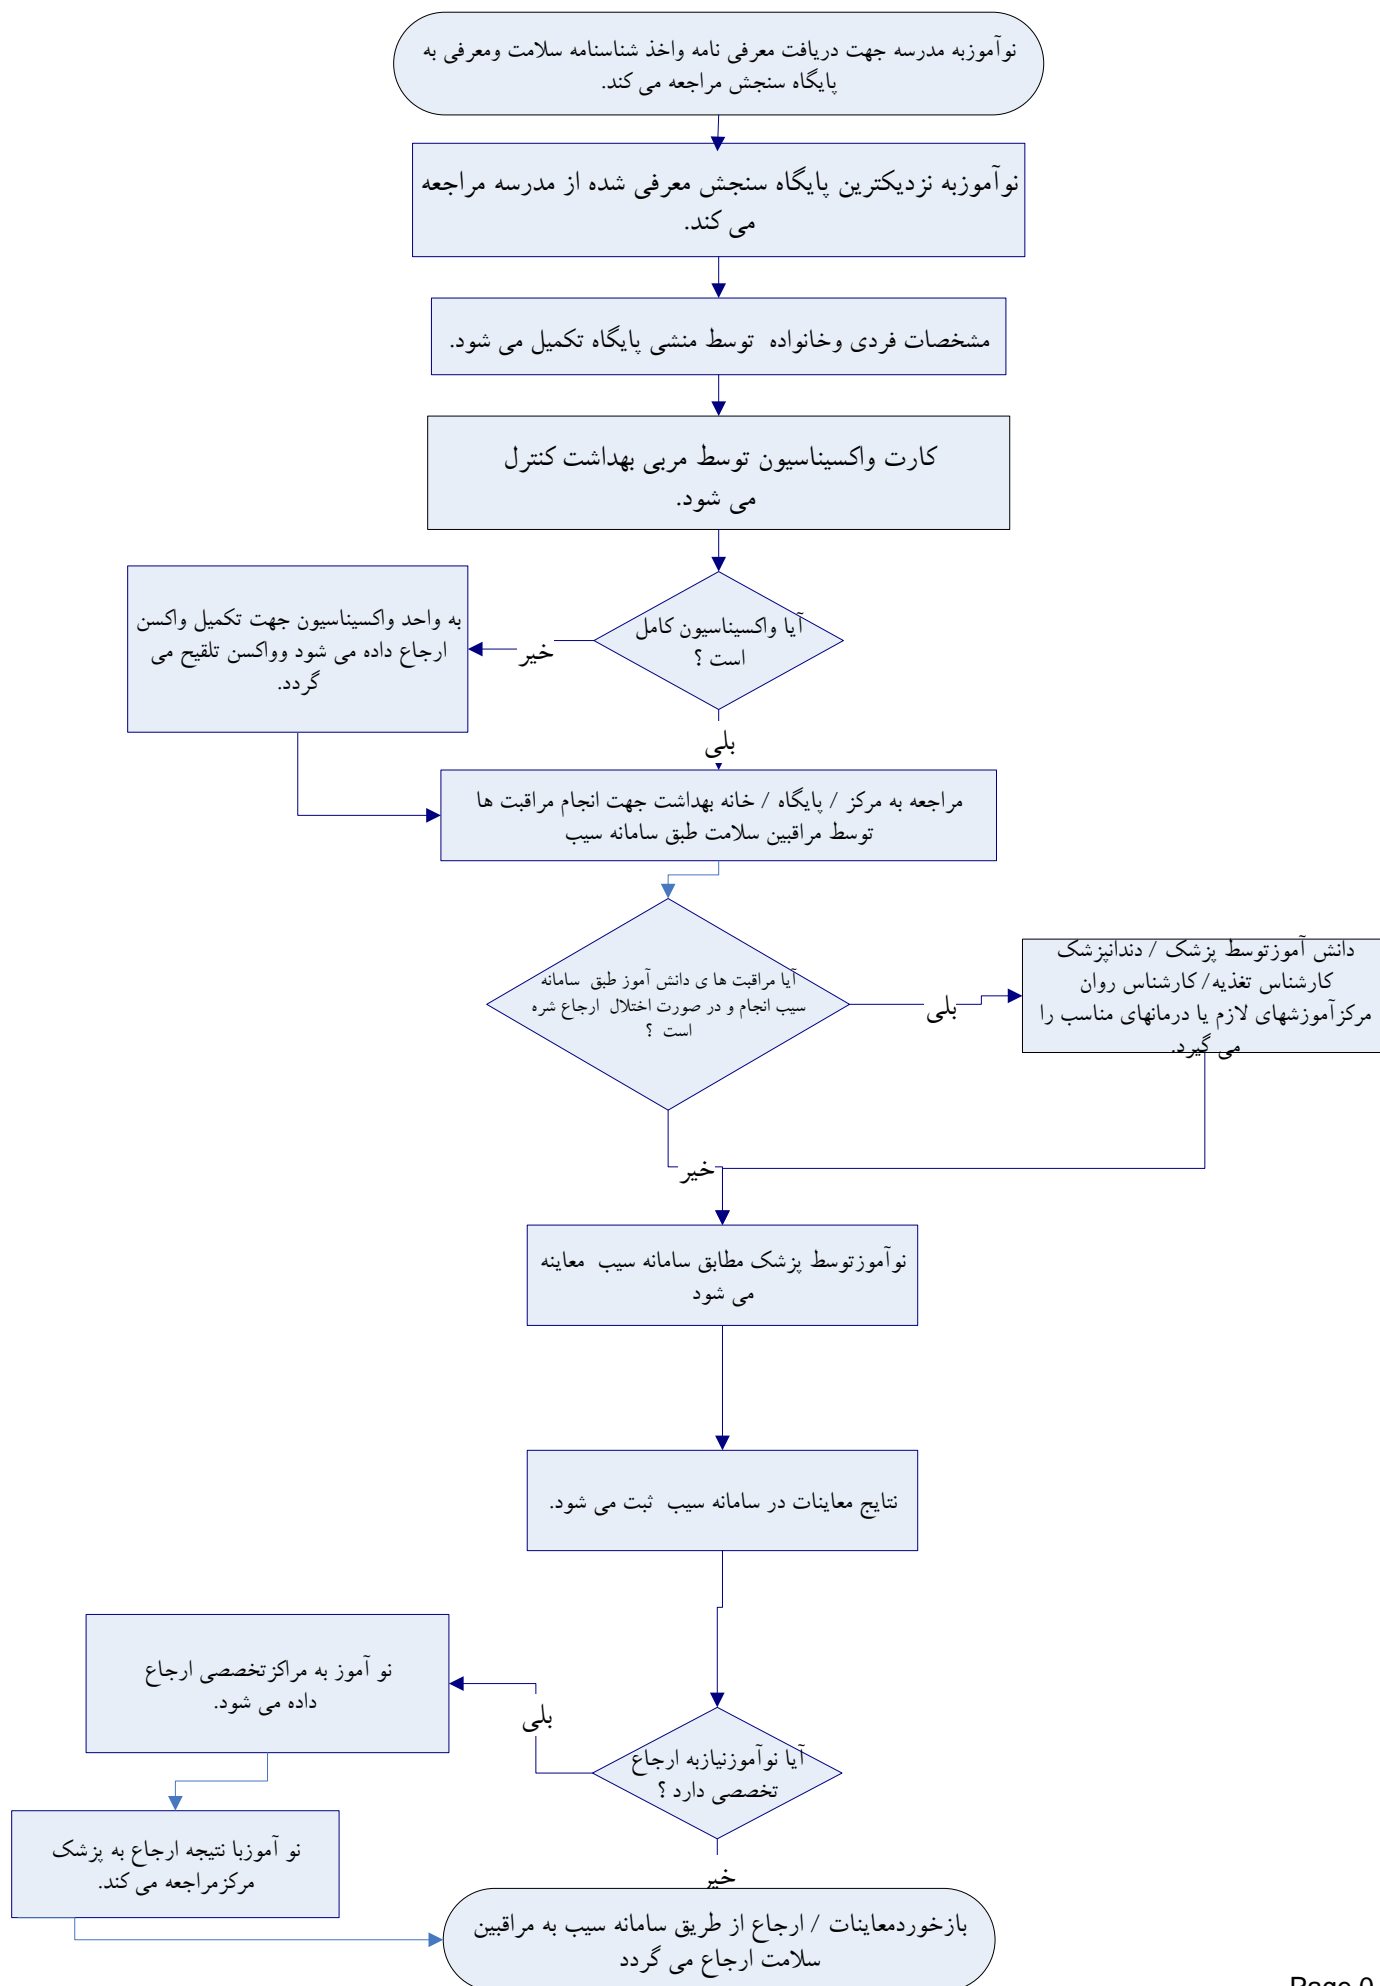 نوآموزبه مدرسه جهت دریافت معرفی نامه واخذ شناسنامه سلامت ومعرفی به
پایگاه سنجش مراجعه می کند.
نوآموزبه نزدیکترین پایگاه سنجش معرفی شده از مدرسه مراجعه
می کند.
مشخصات فردی وخانواده توسط منشی پایگاه تکمیل می شود.
کارت واکسیناسیون توسط مربی بهداشت کنترل
می شود.
آیا واکسیناسیون کامل
است ؟
خیر
به واحد واکسیناسیون جهت تکمیل واکسن
ارجاع داده می شود وواکسن تلقیح می
گردد.
بلی
مراجعه به مرکز / پایگاه / خانه بهداشت جهت انجام مراقبت ها
توسط مراقبین سلامت طبق سامانه سیب
آیا مراقبت ها ی دانش آموز طبق سامانه
سیب انجام و در صورت اختلال ارجاع شره
است ؟
بلی
دانش آموزتوسط پزشک / دندانپزشک
کارشناس تغذیه/ کارشناس روان
مرکزآموزشهای لازم یا درمانهای مناسب را
می گیرد.
خیر
نوآموزتوسط پزشک مطابق سامانه سیب معاینه
می شود
نتایج معاینات در سامانه سیب ثبت می شود.
آیا نوآموزنیازبه ارجاع
تخصصی دارد ؟
بلی
نو آموز به مراکزتخصصی ارجاع
داده می شود.
نو آموزبا نتیجه ارجاع به پزشک
مرکزمراجعه می کند.
خیر
بازخوردمعاینات / ارجاع از طریق سامانه سیب به مراقبین
سلامت ارجاع می گردد
Page 0